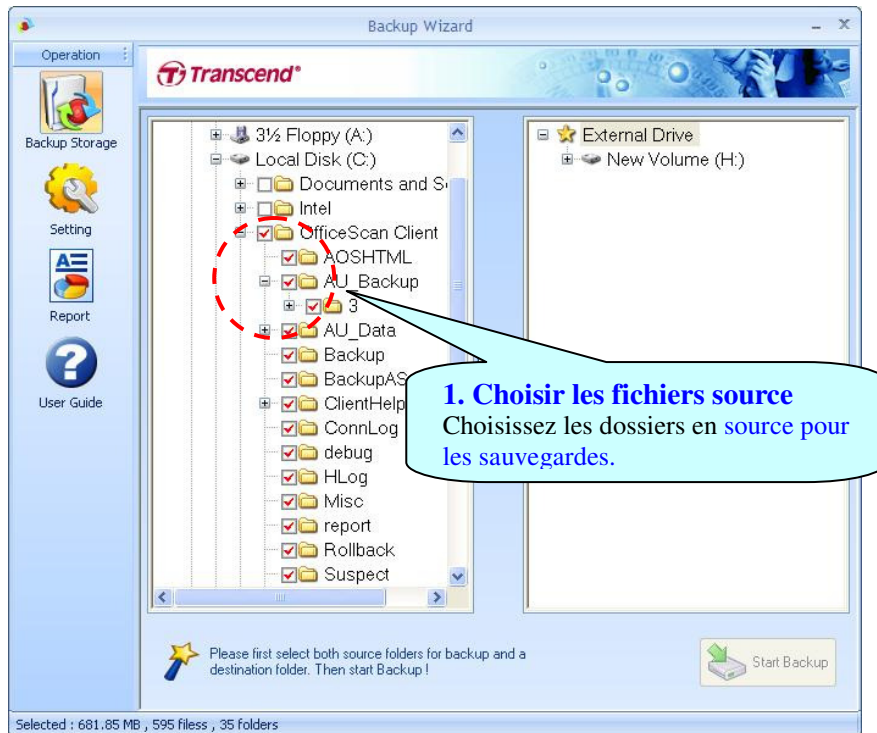 Backup Wizard
Operation
Backup Storage
Setting
Report
User Guide
Transcend®
3½ Floppy (A:)
Local Disk (C:)
Documents and S
Intel
OfficeScan Client
AOSHTML
AU_Backup
3
AU_Data
Backup
BackupAS
ClientHelp
ConnLog
debug
HLog
Misc
report
Rollback
Suspect
External Drive
New Volume (H:)
1. Choisir les fichiers source
Choisissez les dossiers en source pour
les sauvegardes.
Please first select both source folders for backup and a
destination folder. Then start Backup !
Start Backup
Selected : 681.85 MB , 595 filess , 35 folders